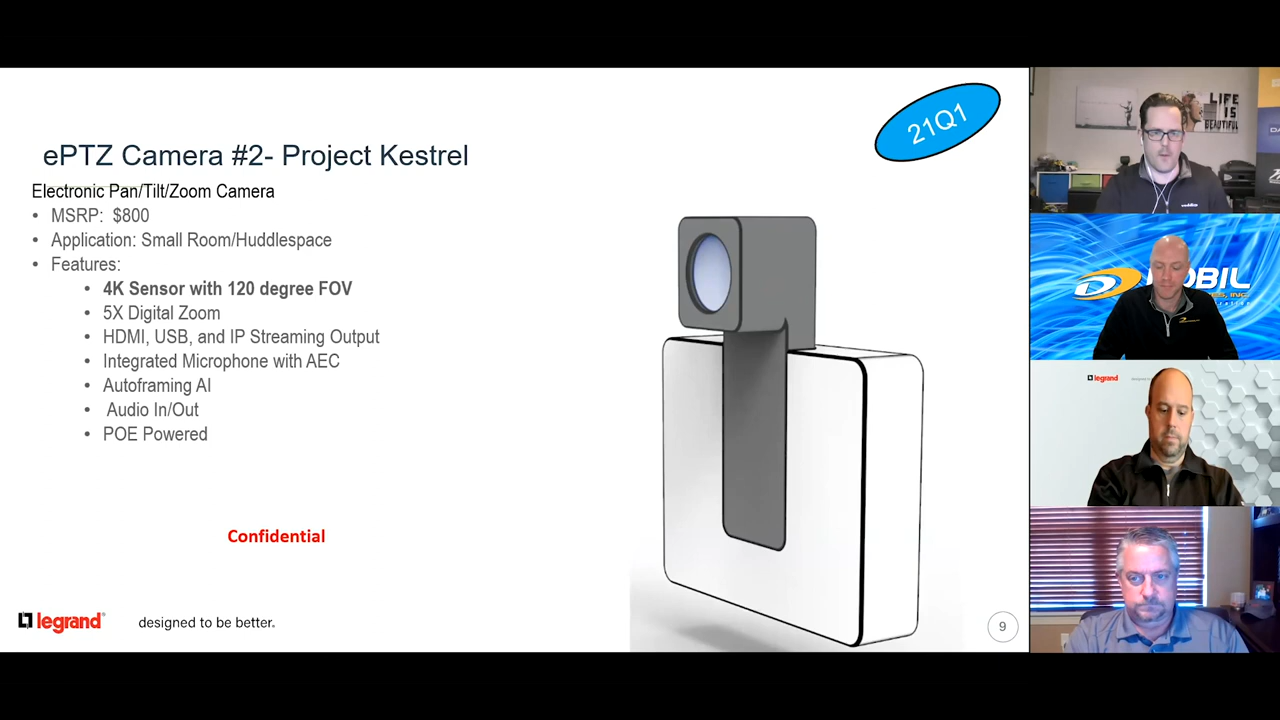 21Q1
ePTZ Camera #2- Project Kestrel
Electronic Pan/Tilt/Zoom Camera
• MSRP: $800
• Application: Small Room/Huddlespace
• Features:
• 4K Sensor with 120 degree FOV
• 5X Digital Zoom
• HDMI, USB, and IP Streaming Output
• Integrated Microphone with AEC
• Autoframing AI
• Audio In/Out
• POE Powered
Confidential
legrand®
designed to be better.
9
LIFE
IS
BEAUTIFUL
legrand